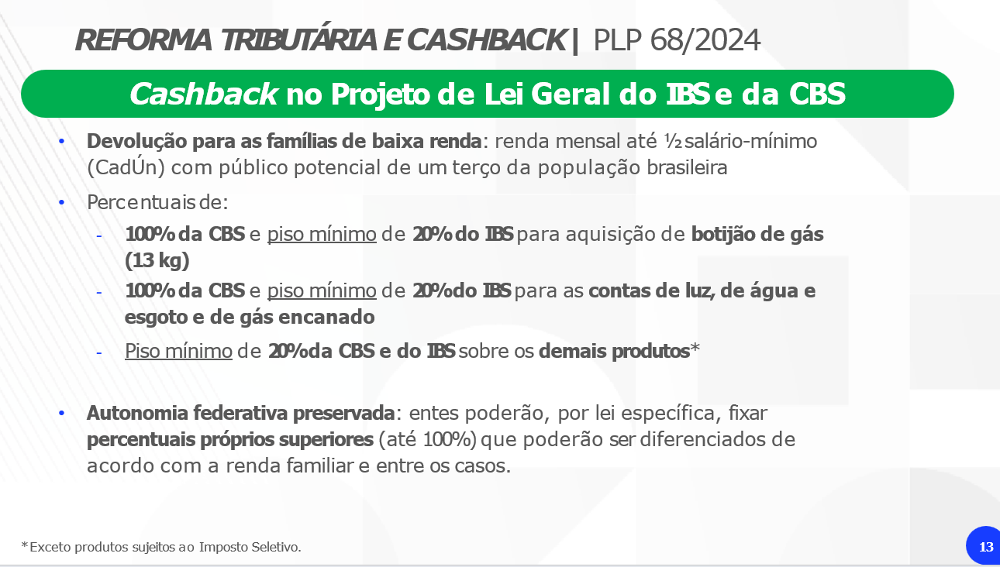 REFORMA TRIBUTÁRIA E CASHBACK | PLP 68/2024
Cashback no Projeto de Lei Geral do IBS e da CBS
• Devolução para as famílias de baixa renda: renda mensal até ½ salário-mínimo
(CadÚn) com público potencial de um terço da população brasileira
• Percentuais de:
- 100% da CBS e piso mínimo de 20% do IBS para aquisição de botijão de gás
(13 kg)
- 100% da CBS e piso mínimo de 20% do IBS para as contas de luz, de água e
esgoto e de gás encanado
- Piso mínimo de 20% da CBS e do IBS sobre os demais produtos*
• Autonomia federativa preservada: entes poderão, por lei específica, fixar
percentuais próprios superiores (até 100%) que poderão ser diferenciados de
acordo com a renda familiar e entre os casos.
*Exceto produtos sujeitos ao Imposto Seletivo.
13